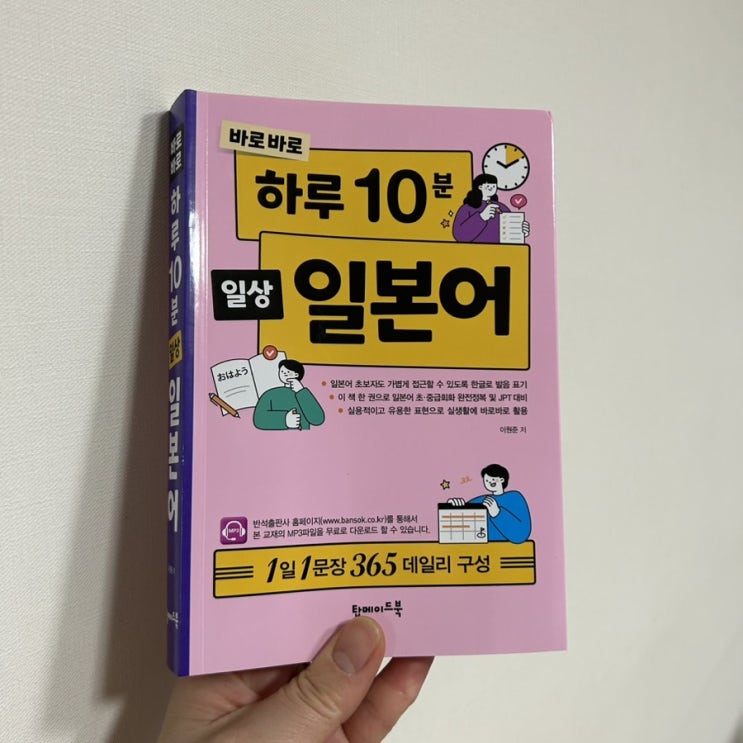 바로바로
하루 10분
일상
일본어
おはよう
• 일본어 초보자도 가볍게 접근할 수 있도록 한글로 발음 표기
• 이 책 한 권으로 일본어 초·중급회화 완전정복 및 JPT 대비
• 실용적이고 유용한 표현으로 실생활에 바로바로 활용
이원준 저
MP3
반석출판사 홈페이지(www.bansok.co.kr)를 통해서
본 교재의 MP3파일을 무료로 다운로드 할 수 있습니다.
1일 1문장 365 데일리 구성
탑메이드북
바로바로
하루 10분 일상 일본어
탑메이드북